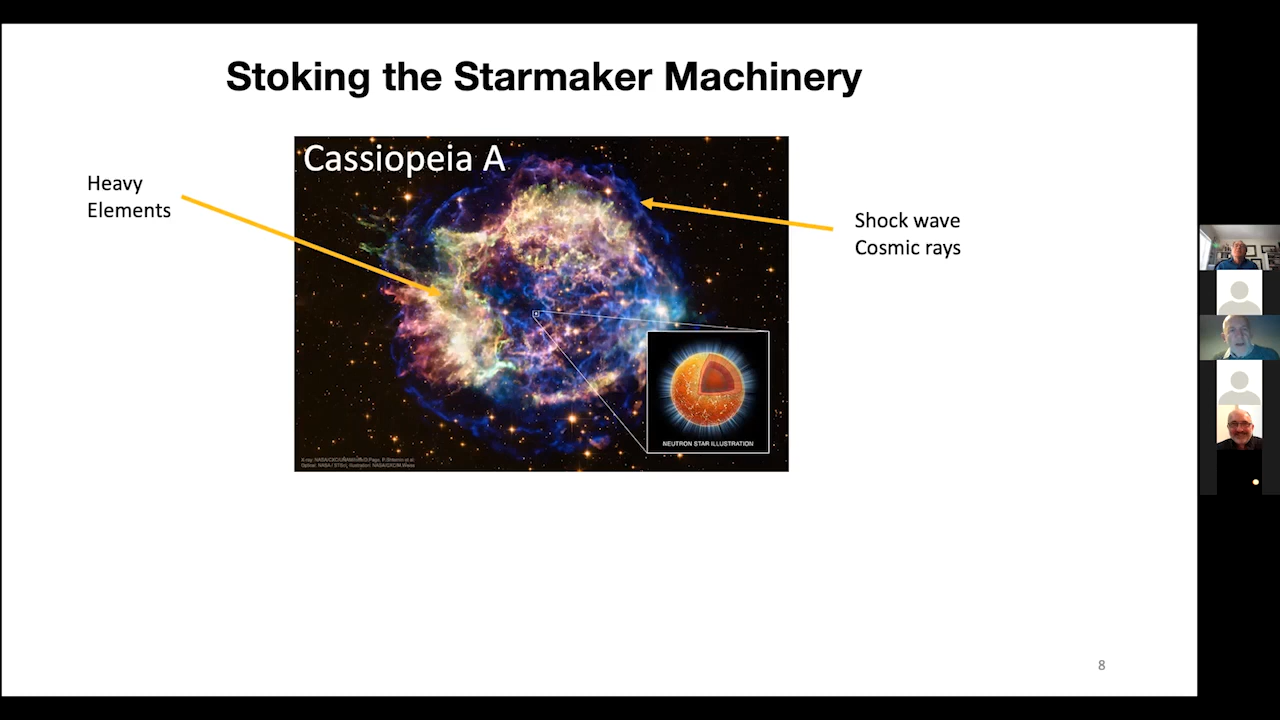 Stoking the Starmaker Machinery
Cassiopeia A
Heavy
Elements
Shock wave
Cosmic rays
NEUTRON STAR ILLUSTRATION
8